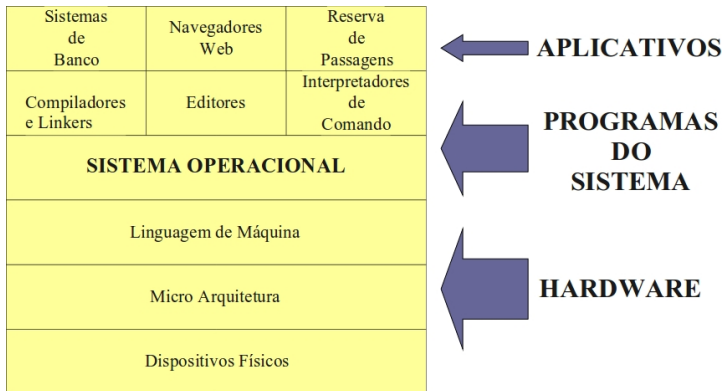 Sistemas
de
Banco
Navegadores
Web
Reserva
de
Passagens
APLICATIVOS
Compiladores
e Linkers
Editores
Interpretadores
de
Comando
PROGRAMAS
DO
SISTEMA
SISTEMA OPERACIONAL
Linguagem de Máquina
Micro Arquitetura
HARDWARE
Dispositivos Físicos